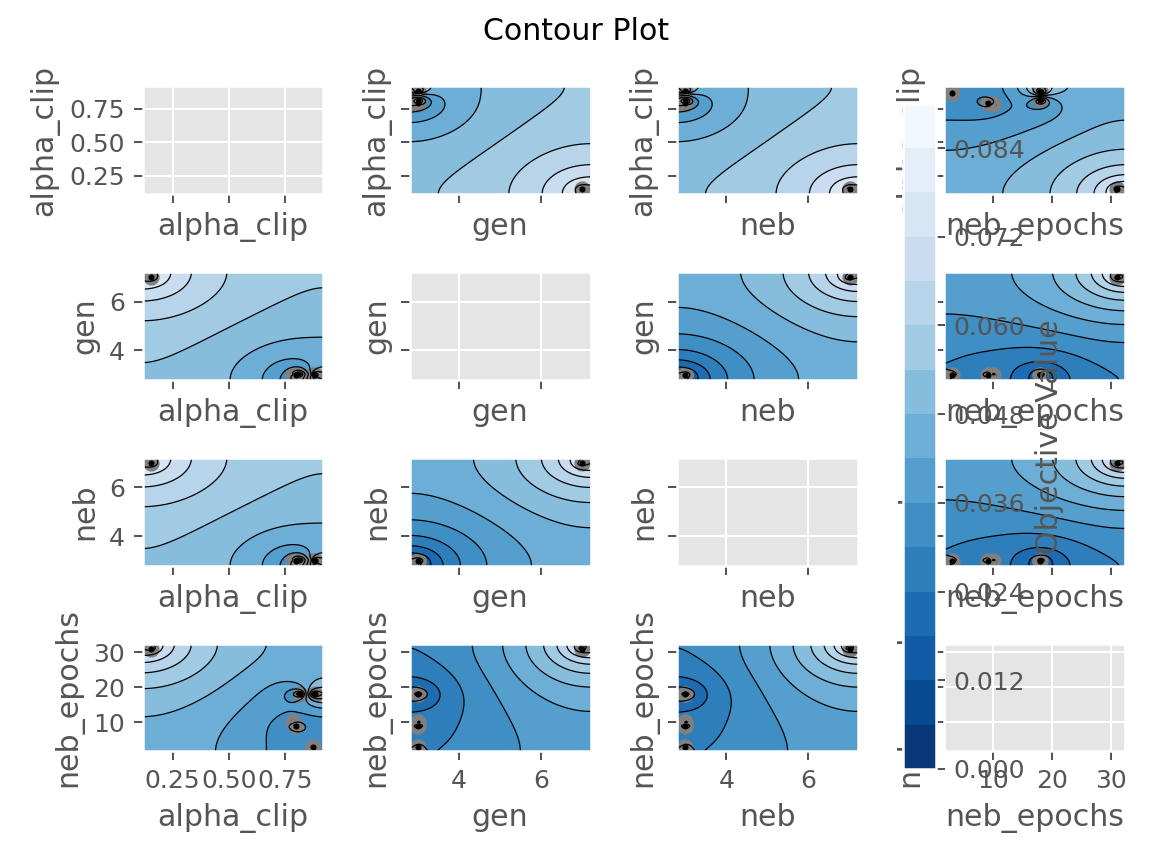 Contour Plot
alpha_clip
0.75
0.50
0.25
alpha_clip
alpha_clip
gen
alpha_clip
neb
lip
neb_epochs
gen
6
4
alpha_clip
gen
gen
gen
neb
neb_epochs
neb
6
4
alpha_clip
neb
gen
neb
neb
neb_epochs
neb_epochs
30
20
10
0.25
0.50
0.75
alpha_clip
neb_epochs
4
6
gen
neb_epochs
4
6
neb
n
10
20
30
neb_epochs
0.084
0.072
0.060
0.048
0.036
0.024
0.012
0.000
Objective Value